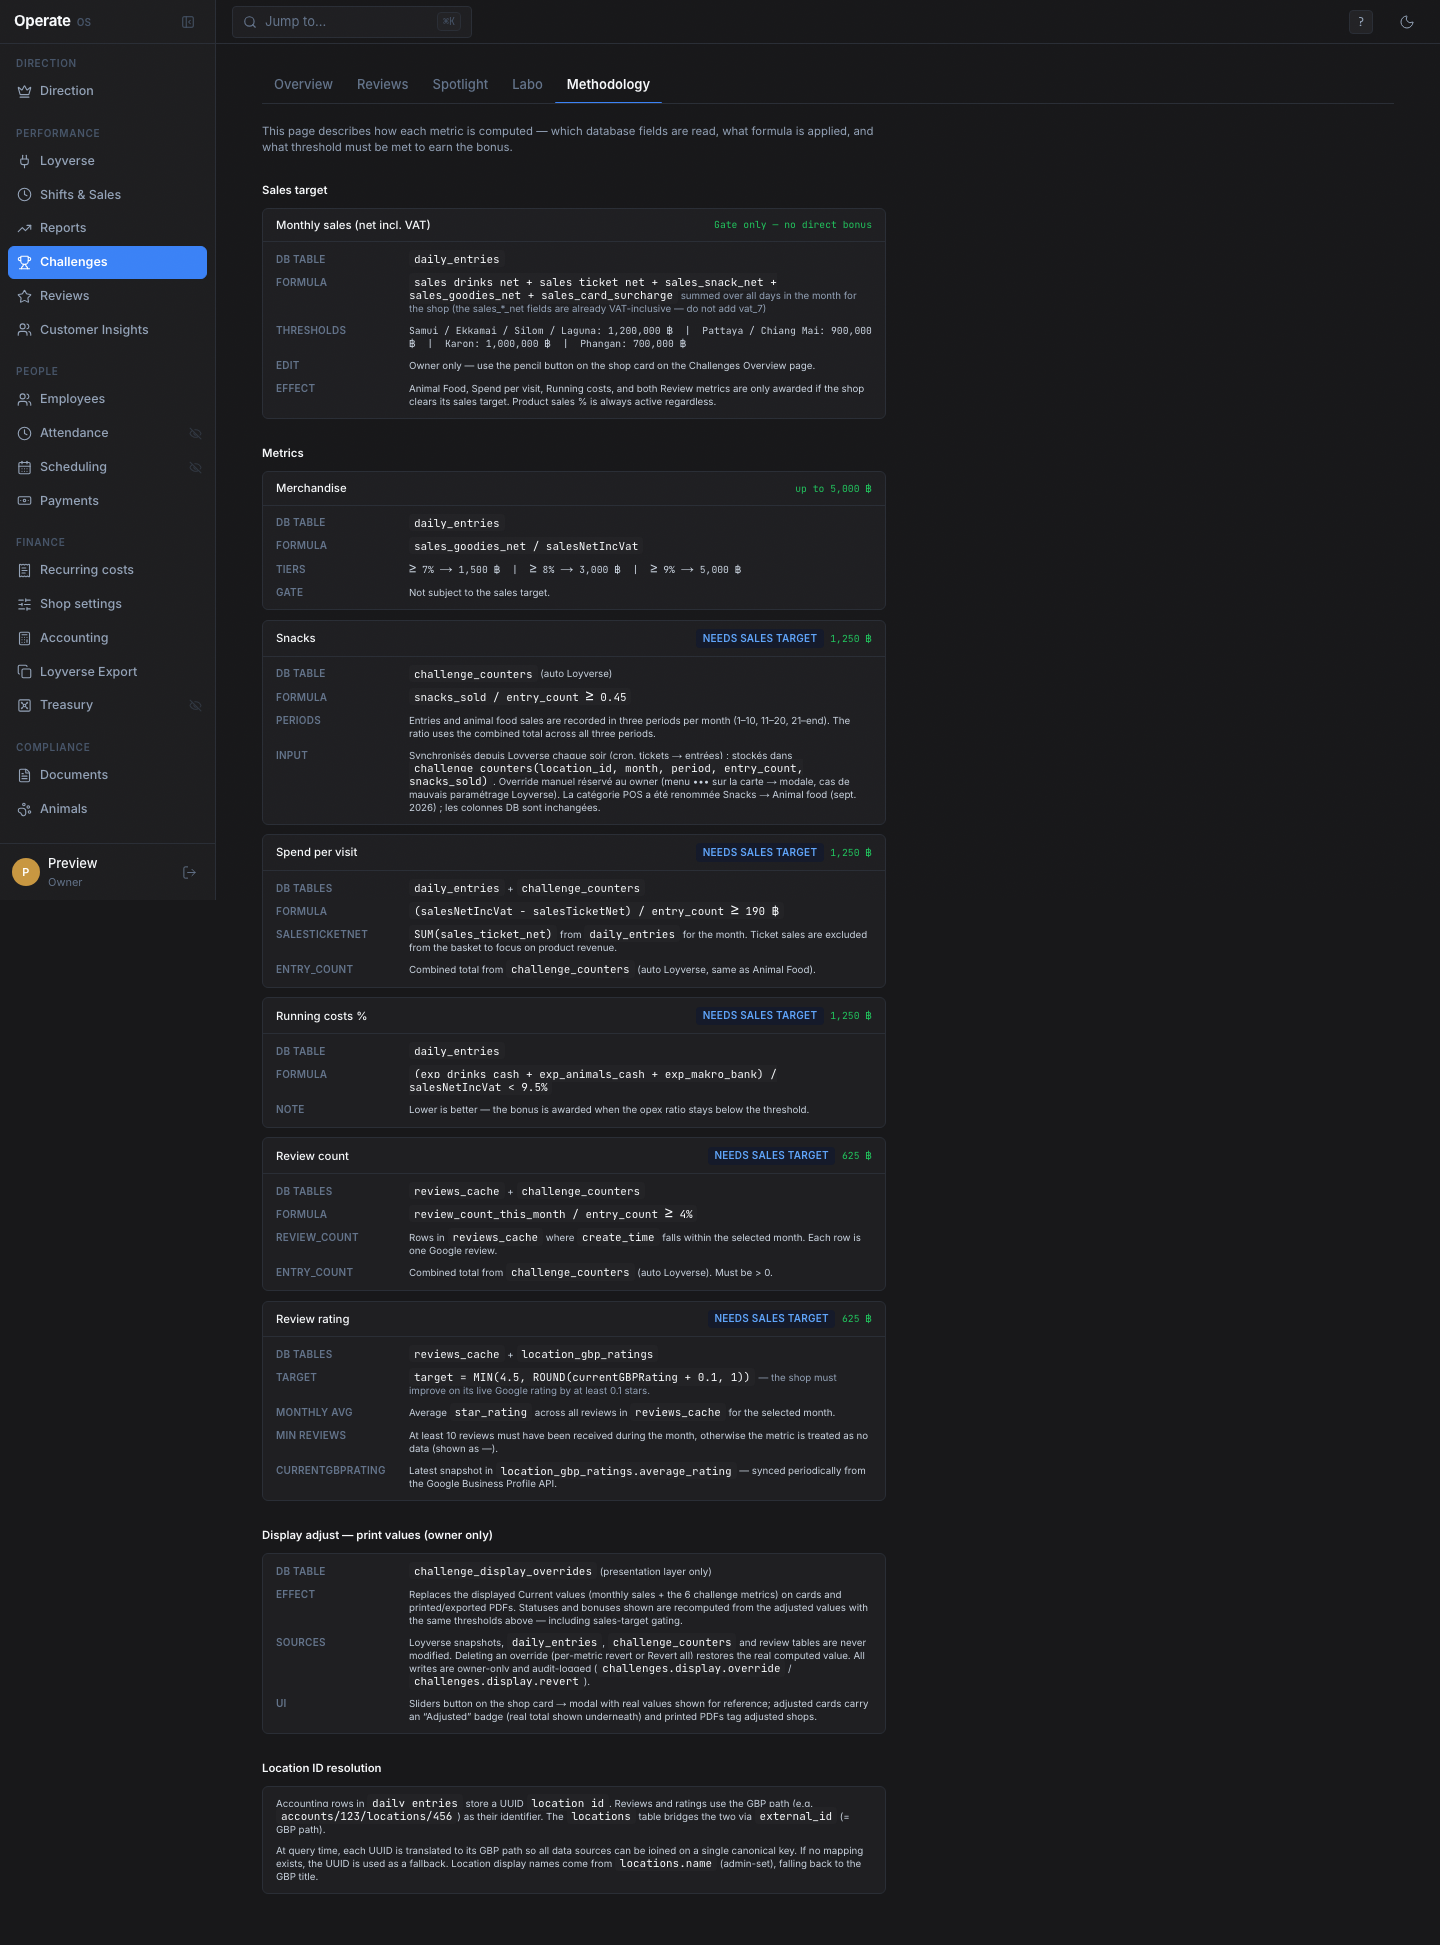 Operate OS
Jump to... ⌘K
?
DIRECTION
Direction
PERFORMANCE
Loyverse
Shifts & Sales
Reports
Challenges
Reviews
Customer Insights
PEOPLE
Employees
Attendance
Scheduling
Payments
FINANCE
Recurring costs
Shop settings
Accounting
Loyverse Export
Treasury
COMPLIANCE
Documents
Animals
P
Preview
Owner
Overview Reviews Spotlight Labo Methodology
This page describes how each metric is computed — which database fields are read, what formula is applied, and
what threshold must be met to earn the bonus.
Sales target
Monthly sales (net incl. VAT) Gate only — no direct bonus
DB TABLE daily_entries
FORMULA sales_drinks_net + sales_ticket_net + sales_snack_net +
sales_goodies_net + sales_card_surcharge summed over all days in the month for
the shop (the sales_*_net fields are already VAT-inclusive — do not add vat_7)
THRESHOLDS Samui / Ekkamai / Silom / Laguna: 1,200,000 ฿ | Pattaya / Chiang Mai: 900,000
฿ | Karon: 1,000,000 ฿ | Phangan: 700,000 ฿
EDIT Owner only — use the pencil button on the shop card on the Challenges Overview page.
EFFECT Animal Food, Spend per visit, Running costs, and both Review metrics are only awarded if the shop
clears its sales target. Product sales % is always active regardless.
Metrics
Merchandise up to 5,000 ฿
DB TABLE daily_entries
FORMULA sales_goodies_net / salesNetIncVat
TIERS ≥ 7% → 1,500 ฿ | ≥ 8% → 3,000 ฿ | ≥ 9% → 5,000 ฿
GATE Not subject to the sales target.
Snacks NEEDS SALES TARGET 1,250 ฿
DB TABLE challenge_counters (auto Loyverse)
FORMULA snacks_sold / entry_count ≥ 0.45
PERIODS Entries and animal food sales are recorded in three periods per month (1–10, 11–20, 21–end). The
ratio uses the combined total across all three periods.
INPUT Synchronisés depuis Loyverse chaque soir (cron, tickets → entrées) ; stockés dans
challenge_counters(location_id, month, period, entry_count,
snacks_sold) . Override manuel réservé au owner (menu ••• sur la carte → modale, cas de
mauvais paramétrage Loyverse). La catégorie POS a été renommée Snacks → Animal food (sept.
2026) ; les colonnes DB sont inchangées.
Spend per visit NEEDS SALES TARGET 1,250 ฿
DB TABLES daily_entries + challenge_counters
FORMULA (salesNetIncVat - salesTicketNet) / entry_count ≥ 190 ฿
SALESTICKETNET SUM(sales_ticket_net) from daily_entries for the month. Ticket sales are excluded
from the basket to focus on product revenue.
ENTRY_COUNT Combined total from challenge_counters (auto Loyverse, same as Animal Food).
Running costs % NEEDS SALES TARGET 1,250 ฿
DB TABLE daily_entries
FORMULA (exp_drinks_cash + exp_animals_cash + exp_makro_bank) /
salesNetIncVat < 9.5%
NOTE Lower is better — the bonus is awarded when the opex ratio stays below the threshold.
Review count NEEDS SALES TARGET 625 ฿
DB TABLES reviews_cache + challenge_counters
FORMULA review_count_this_month / entry_count ≥ 4%
REVIEW_COUNT Rows in reviews_cache where create_time falls within the selected month. Each row is
one Google review.
ENTRY_COUNT Combined total from challenge_counters (auto Loyverse). Must be > 0.
Review rating NEEDS SALES TARGET 625 ฿
DB TABLES reviews_cache + location_gbp_ratings
TARGET target = MIN(4.5, ROUND(currentGBPRating + 0.1, 1)) — the shop must
improve on its live Google rating by at least 0.1 stars.
MONTHLY AVG Average star_rating across all reviews in reviews_cache for the selected month.
MIN REVIEWS At least 10 reviews must have been received during the month, otherwise the metric is treated as no
data (shown as —).
CURRENTGBPRATING Latest snapshot in location_gbp_ratings.average_rating — synced periodically from
the Google Business Profile API.
Display adjust — print values (owner only)
DB TABLE challenge_display_overrides (presentation layer only)
EFFECT Replaces the displayed Current values (monthly sales + the 6 challenge metrics) on cards and
printed/exported PDFs. Statuses and bonuses shown are recomputed from the adjusted values with
the same thresholds above — including sales-target gating.
SOURCES Loyverse snapshots, daily_entries , challenge_counters and review tables are never
modified. Deleting an override (per-metric revert or Revert all) restores the real computed value. All
writes are owner-only and audit-logged ( challenges.display.override /
challenges.display.revert ).
UI Sliders button on the shop card → modal with real values shown for reference; adjusted cards carry
an “Adjusted” badge (real total shown underneath) and printed PDFs tag adjusted shops.
Location ID resolution
Accounting rows in daily_entries store a UUID location_id . Reviews and ratings use the GBP path (e.g.
accounts/123/locations/456 ) as their identifier. The locations table bridges the two via external_id (=
GBP path).
At query time, each UUID is translated to its GBP path so all data sources can be joined on a single canonical key. If no mapping
exists, the UUID is used as a fallback. Location display names come from locations.name (admin-set), falling back to the
GBP title.